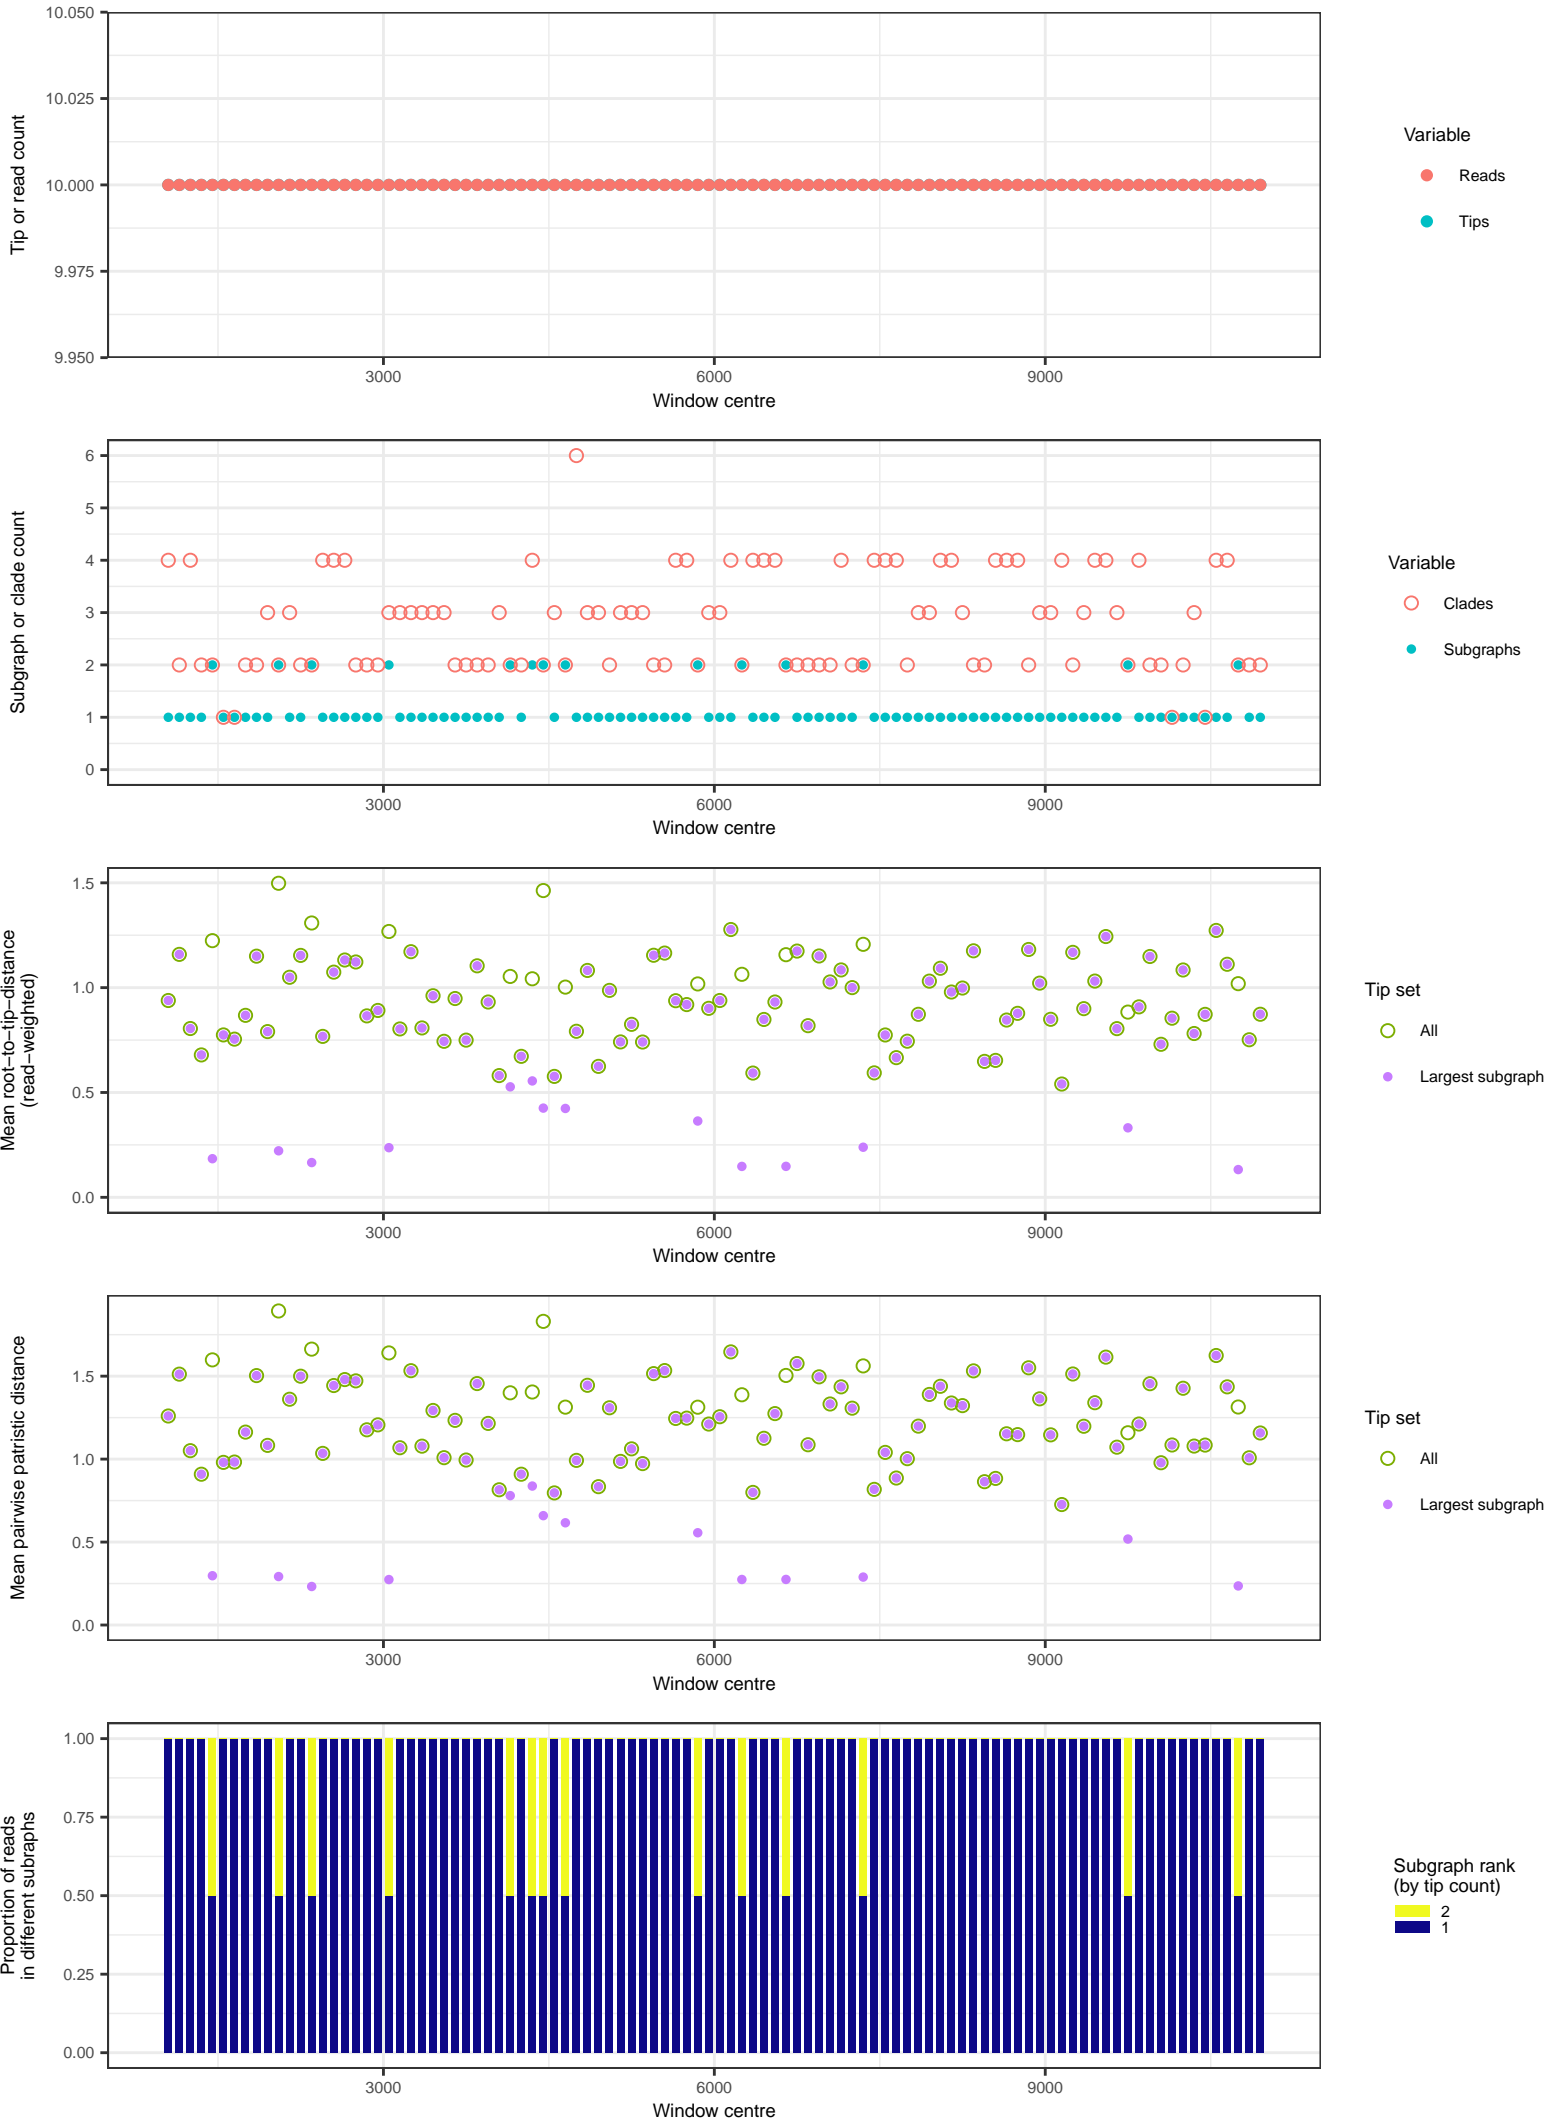 10.050
10.025
10.000
9.975
9.950
Tip or read count
3000 6000 9000
Window centre
Variable
Reads
Tips
6
5
4
3
2
1
0
Subgraph or clade count
3000 6000 9000
Window centre
Variable
Clades
Subgraphs
1.5
1.0
0.5
0.0
Mean root−to−tip−distance
(read−weighted)
3000 6000 9000
Window centre
Tip set
All
Largest subgraph
1.5
1.0
0.5
0.0
Mean pairwise patristic distance
3000 6000 9000
Window centre
Tip set
All
Largest subgraph
1.00
0.75
0.50
0.25
0.00
Proportion of reads
in different subraphs
3000 6000 9000
Window centre
Subgraph rank
(by tip count)
2
1